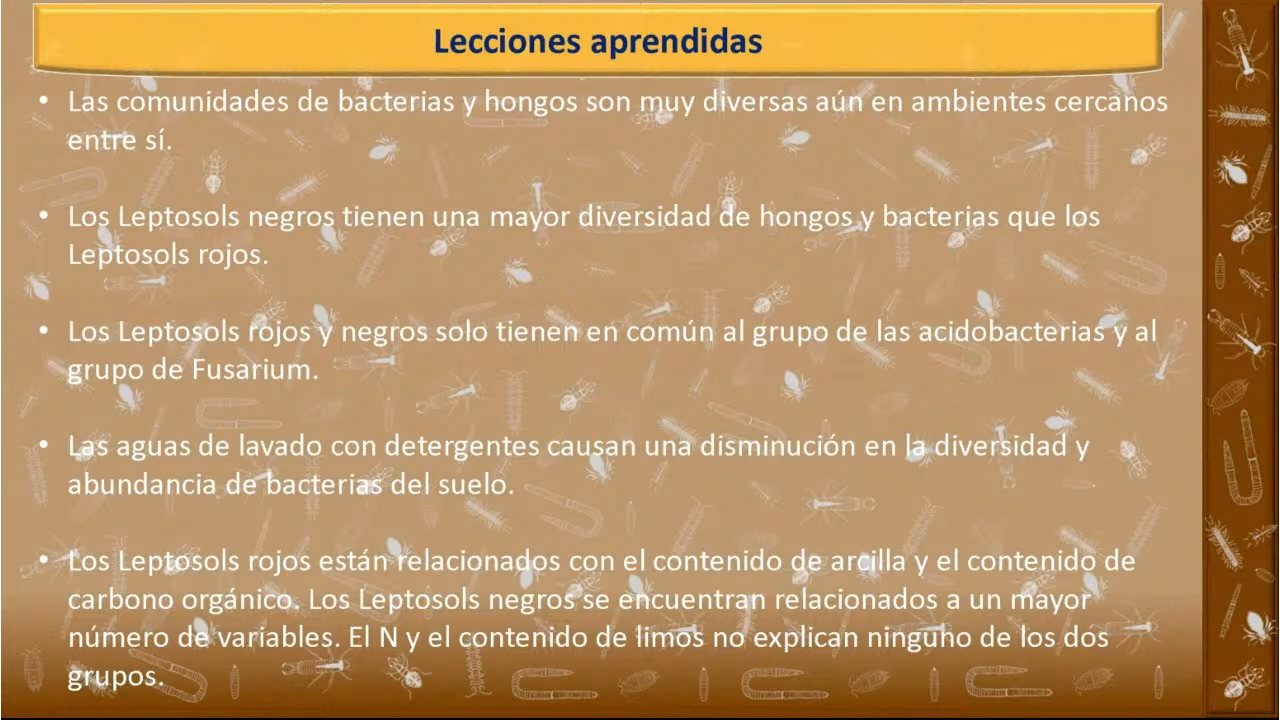 Lecciones aprendidas
• Las comunidades de bacterias y hongos son muy diversas aún en ambientes cercanos
entre sí.
• Los Leptosols negros tienen una mayor diversidad de hongos y bacterias que los
Leptosols rojos.
• Los Leptosols rojos y negros solo tienen en común al grupo de las acidobacterias y al
grupo de Fusarium.
• Las aguas de lavado con detergentes causan una disminución en la diversidad y
abundancia de bacterias del suelo.
• Los Leptosols rojos están relacionados con el contenido de arcilla y el contenido de
carbono orgánico. Los Leptosols negros se encuentran relacionados a un mayor
número de variables. El N y el contenido de limos no explican ninguno de los dos
grupos.